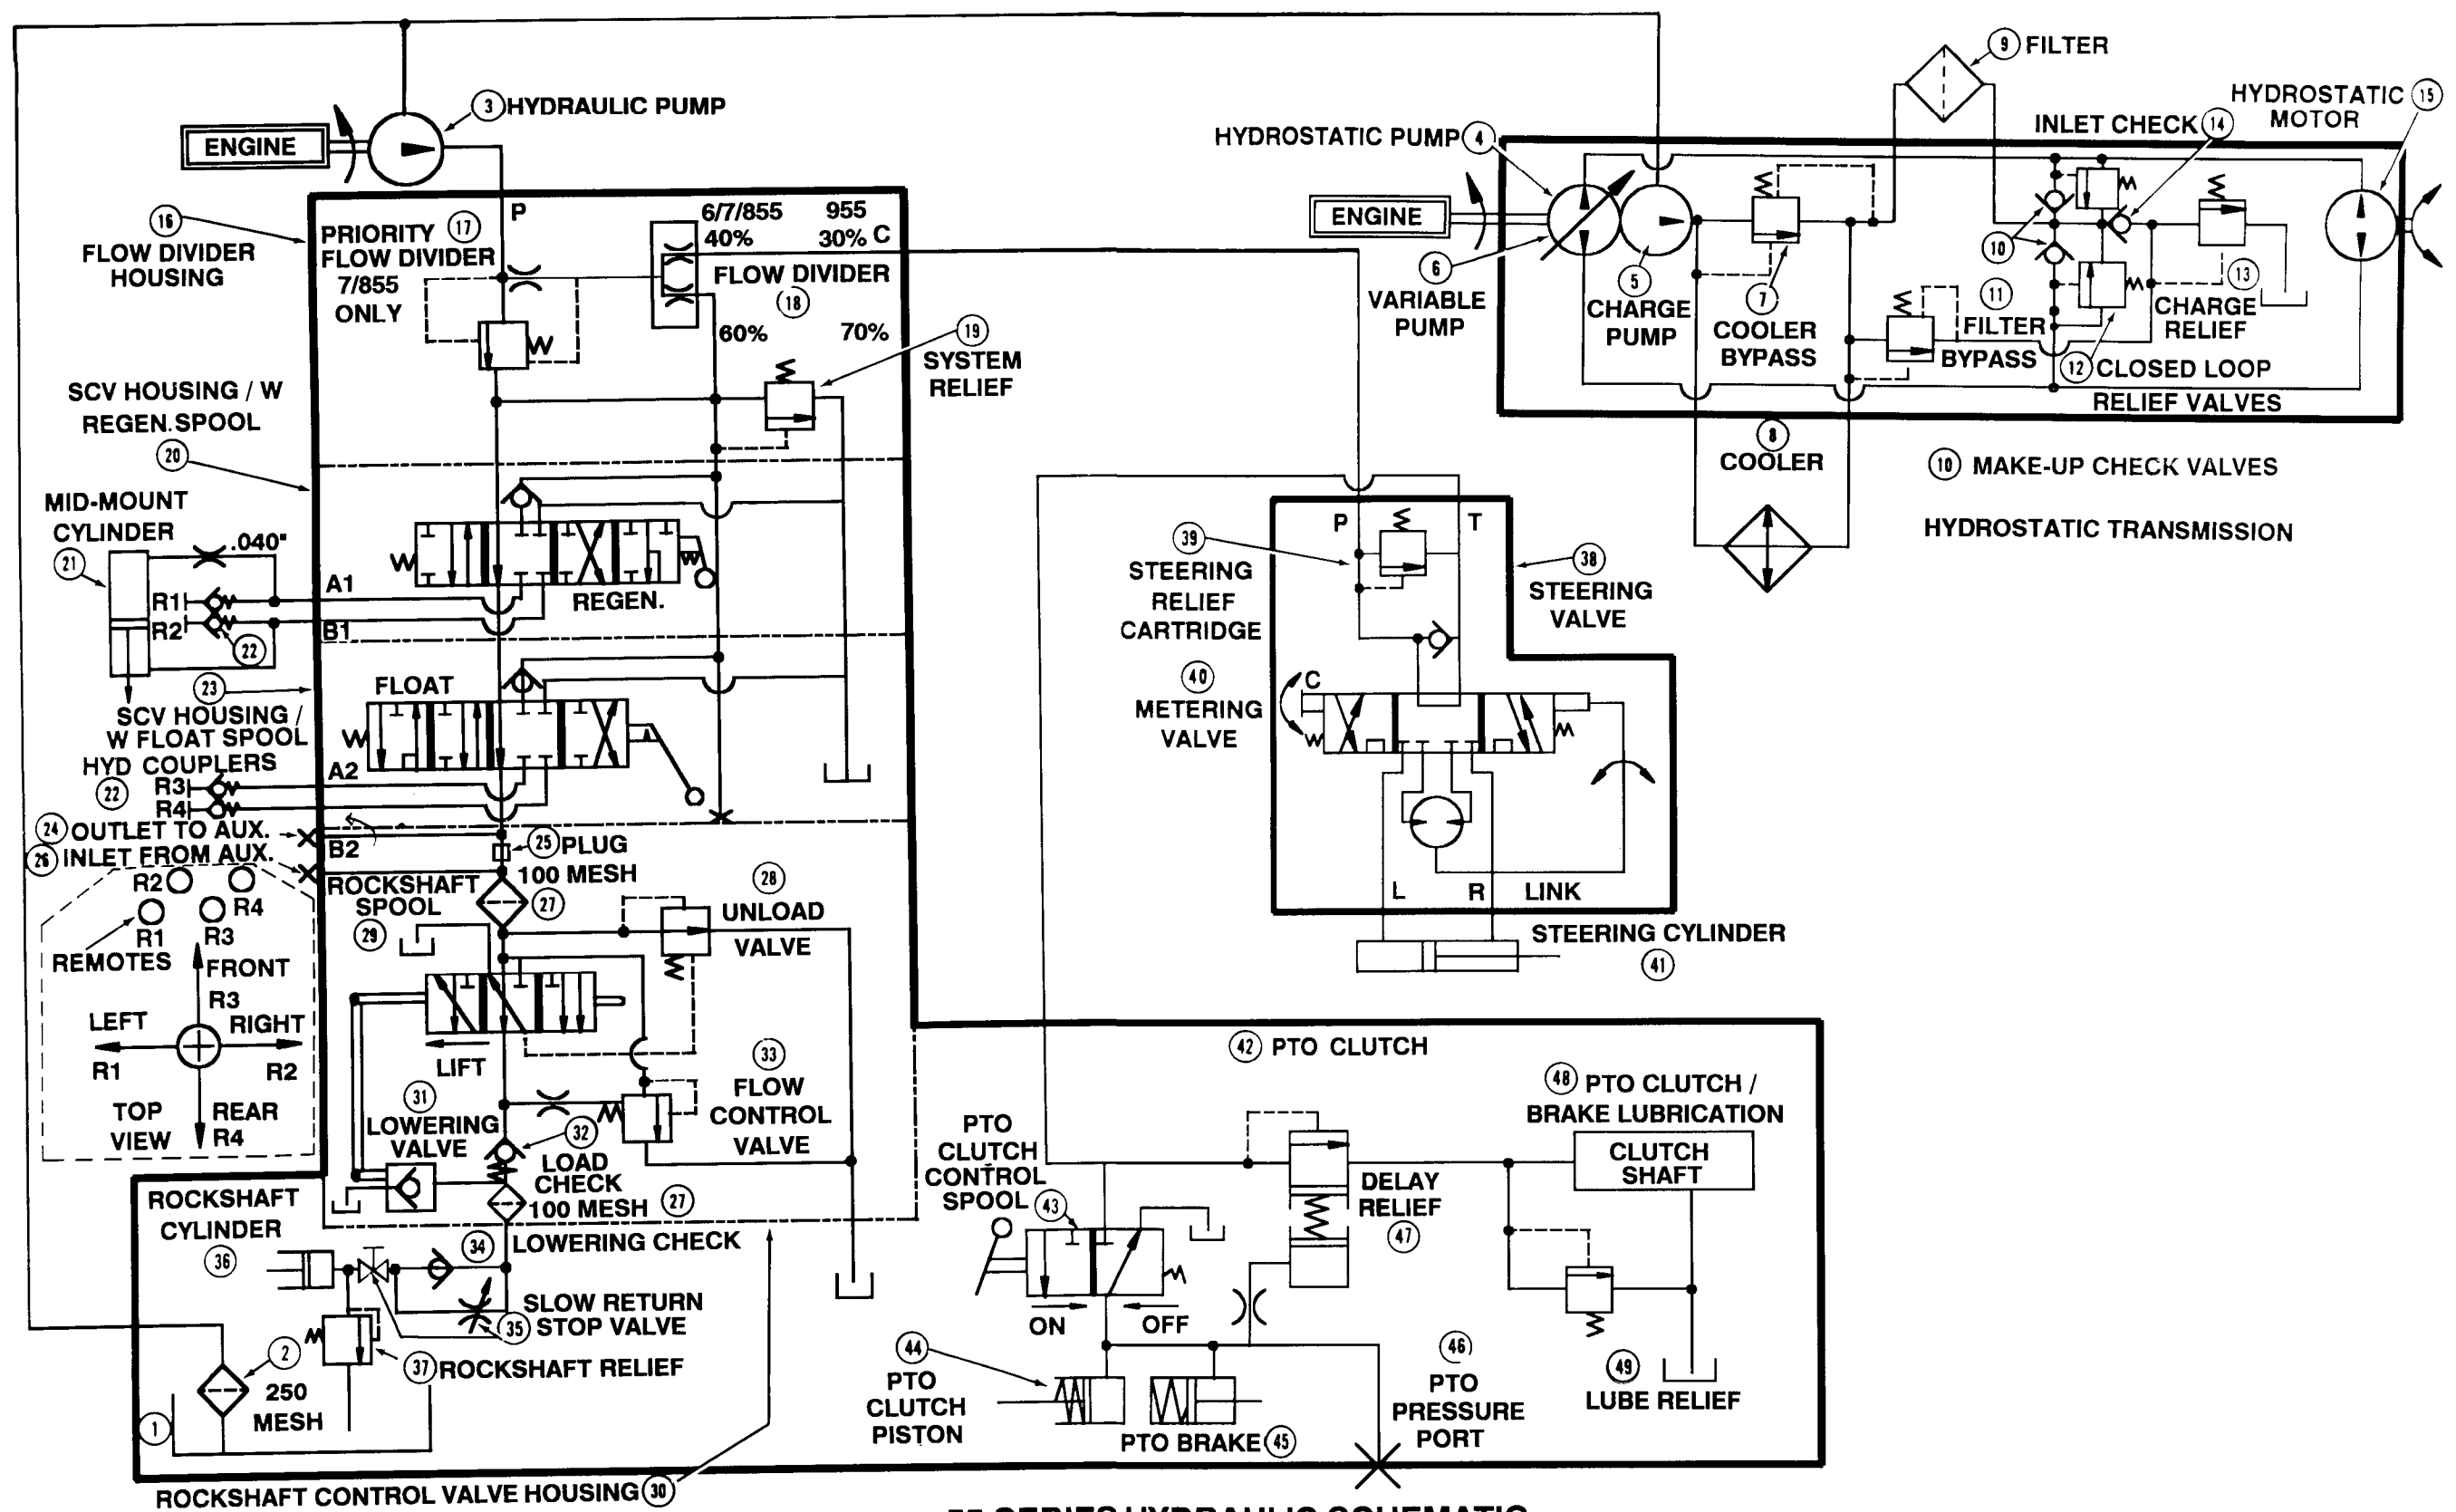 3 HYDRAULIC PUMP
ENGINE
9 FILTER
HYDROSTATIC 15
MOTOR
INLET CHECK 14
HYDROSTATIC PUMP 4
ENGINE
6
VARIABLE
PUMP
5
CHARGE
PUMP
7
COOLER
BYPASS
10
11
FILTER
BYPASS
13
CHARGE
RELIEF
12 CLOSED LOOP
RELIEF VALVES
8
COOLER
10 MAKE-UP CHECK VALVES
HYDROSTATIC TRANSMISSION
16
FLOW DIVIDER
HOUSING
PRIORITY 17
FLOW DIVIDER
7/855
ONLY
P
6/7/855 955
40% 30% C
FLOW DIVIDER
18
60% 70%
19
SYSTEM
RELIEF
SCV HOUSING / W
REGEN. SPOOL
20
MID-MOUNT
CYLINDER
21
.040"
R1
R2
22
A1
B1
REGEN.
23
SCV HOUSING /
W FLOAT SPOOL
FLOAT
HYD COUPLERS
22
R3
R4
A2
24 OUTLET TO AUX.
26 INLET FROM AUX.
B2
25 PLUG
100 MESH
27
ROCKSHAFT
SPOOL
29
28
UNLOAD
VALVE
R2
R4
R1
R3
REMOTES
FRONT
R3
LEFT
R1
RIGHT
R2
TOP
VIEW
REAR
R4
LIFT
31
LOWERING
VALVE
32
LOAD
CHECK
100 MESH 27
33
FLOW
CONTROL
VALVE
ROCKSHAFT
CYLINDER
36
34 LOWERING CHECK
SLOW RETURN
35 STOP VALVE
37 ROCKSHAFT RELIEF
2
250
MESH
1
ROCKSHAFT CONTROL VALVE HOUSING 30
P
T
39
STEERING
RELIEF
CARTRIDGE
38
STEERING
VALVE
40
METERING
VALVE
C
L
R
LINK
STEERING CYLINDER
41
42 PTO CLUTCH
PTO
CLUTCH
CONTROL
SPOOL 43
ON
OFF
44
PTO
CLUTCH
PISTON
PTO BRAKE 45
46
PTO
PRESSURE
PORT
DELAY
RELIEF
47
48 PTO CLUTCH /
BRAKE LUBRICATION
CLUTCH
SHAFT
49
LUBE RELIEF
SERIES HYDRAULIC SCHEMATIC